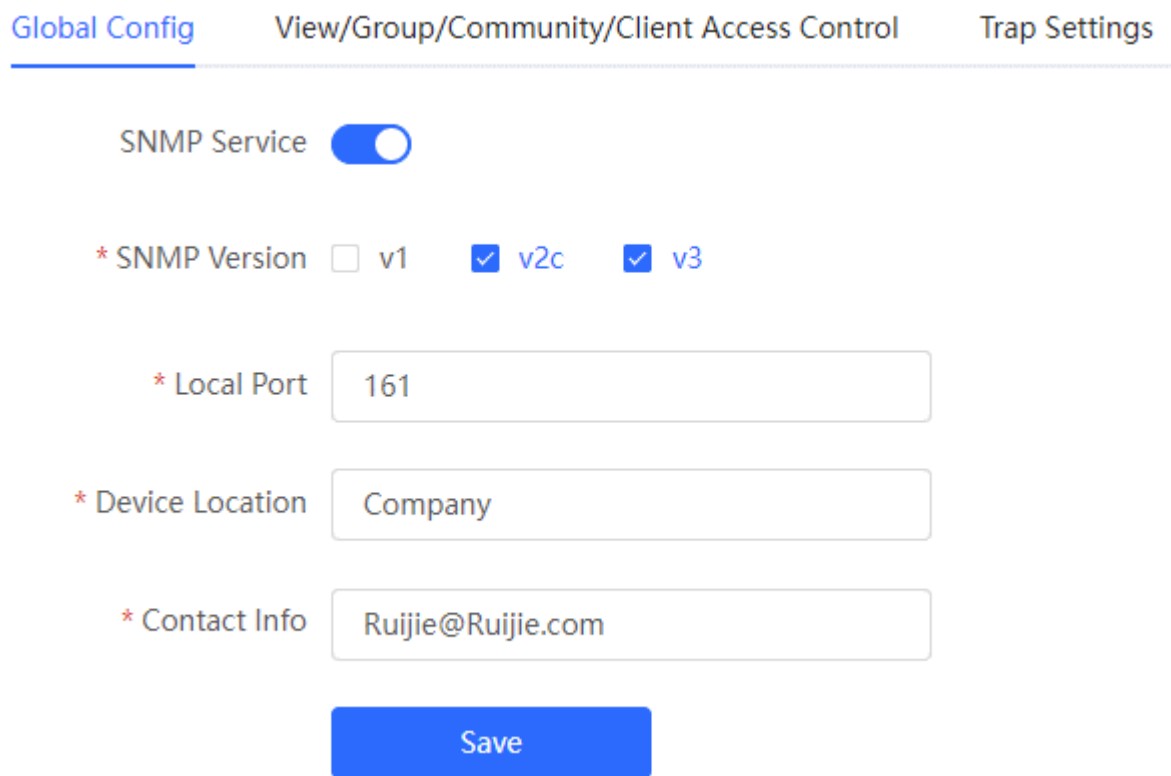 Global Config View/Group/Community/Client Access Control Trap Settings
SNMP Service
* SNMP Version v1 v2c v3
* Local Port 161
* Device Location Company
* Contact Info Ruijie@Ruijie.com
Save